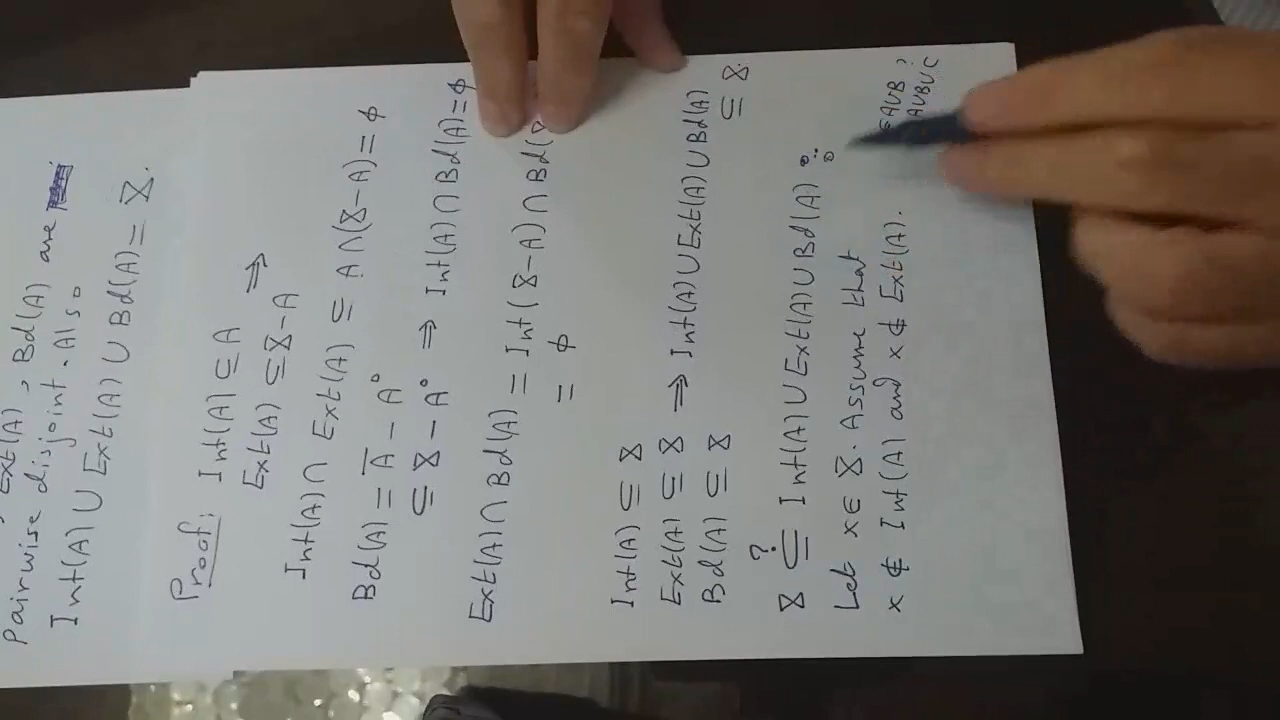 , Ext(A), Bd(A) are
Pairwise disjoint. Also
Int(A) ∪ Ext(A) ∪ Bd(A) = X.
Proof: Int(A) ⊆ A
Ext(A) ⊆ X - A ⇒
Int(A) ∩ Ext(A) ⊆ A ∩ (X - A) = ϕ
Bd(A) = A̅ - A°
⊆ X - A° ⇒ Int(A) ∩ Bd(A) = ϕ
Ext(A) ∩ Bd(A) = Int(X - A) ∩ Bd(
= ϕ
Int(A) ⊆ X
Ext(A) ⊆ X ⇒ Int(A) ∪ Ext(A) ∪ Bd(A)
Bd(A) ⊆ X
⊆ X.
X ⊆? Int(A) ∪ Ext(A) ∪ Bd(A)
Let x ∈ X. Assume that
x ∉ Int(A) and x ∉ Ext(A).
∈ A∪B,
A∪B∪C